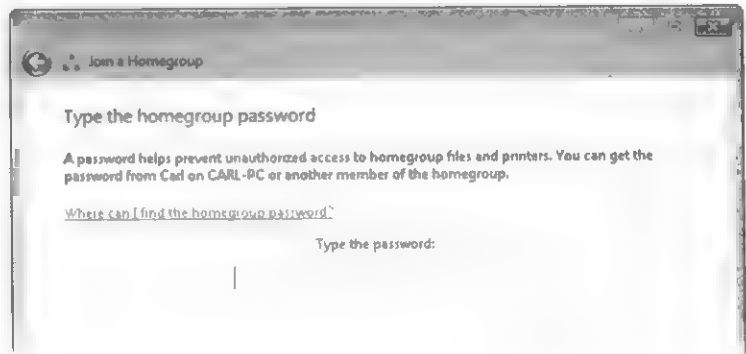 Join a Homegroup
Type the homegroup password
A password helps prevent unauthorized access to homegroup files and printers. You can get the
password from Carl on CARL-PC or another member of the homegroup.
Where can I find the homegroup password?
Type the password: